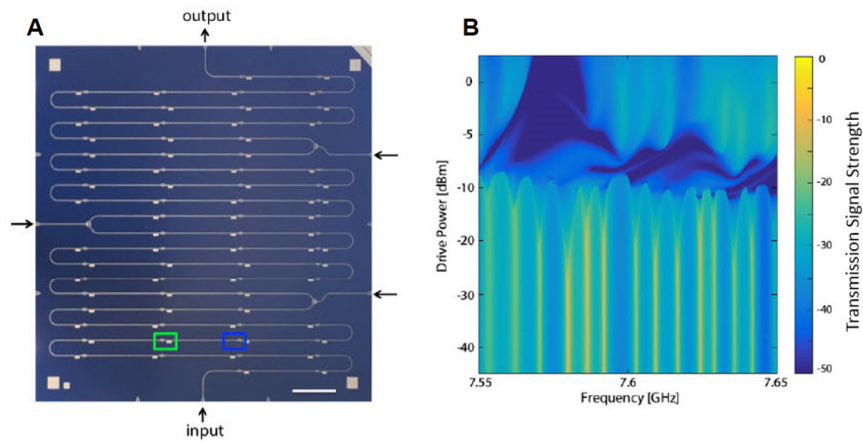 A
output
input
B
0
-5
-10
-20
-30
-40
Drive Power [dBm]
7.55
7.6
7.65
Frequency [GHz]
0
-10
-20
-30
-40
-50
Transmission Signal Strength